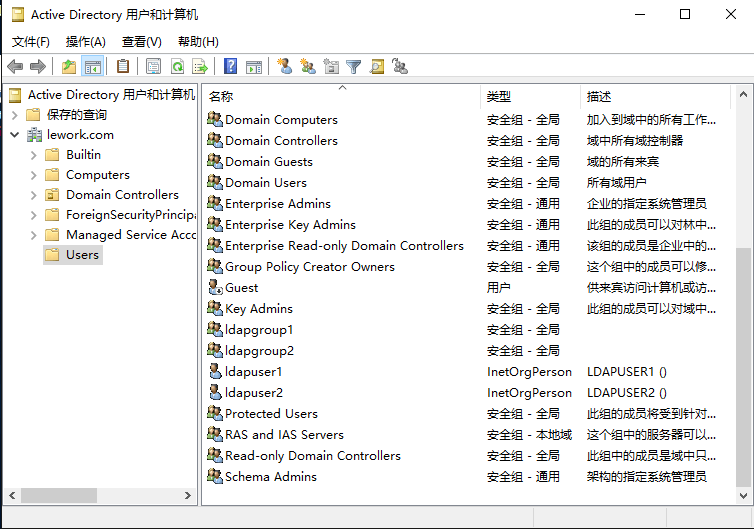 Active Directory 用户和计算机
文件(F) 操作(A) 查看(V) 帮助(H)
Active Directory 用户和计算机
保存的查询
lework.com
Builtin
Computers
Domain Controllers
ForeignSecurityPrincipa
Managed Service Acco
Users
名称 类型 描述
Domain Computers 安全组 - 全局 加入到域中的所有工作...
Domain Controllers 安全组 - 全局 域中所有域控制器
Domain Guests 安全组 - 全局 域的所有来宾
Domain Users 安全组 - 全局 所有域用户
Enterprise Admins 安全组 - 通用 企业的指定系统管理员
Enterprise Key Admins 安全组 - 通用 此组的成员可以对林中...
Enterprise Read-only Domain Controllers 安全组 - 通用 该组的成员是企业中的...
Group Policy Creator Owners 安全组 - 全局 这个组中的成员可以修...
Guest 用户 供来宾访问计算机或访...
Key Admins 安全组 - 全局 此组的成员可以对域中...
ldapgroup1 安全组 - 全局
ldapgroup2 安全组 - 全局
ldapuser1 InetOrgPerson LDAPUSER1 ()
ldapuser2 InetOrgPerson LDAPUSER2 ()
Protected Users 安全组 - 全局 此组的成员将受到针对...
RAS and IAS Servers 安全组 - 本地域 这个组中的服务器可以...
Read-only Domain Controllers 安全组 - 全局 此组中的成员是域中只...
Schema Admins 安全组 - 通用 架构的指定系统管理员